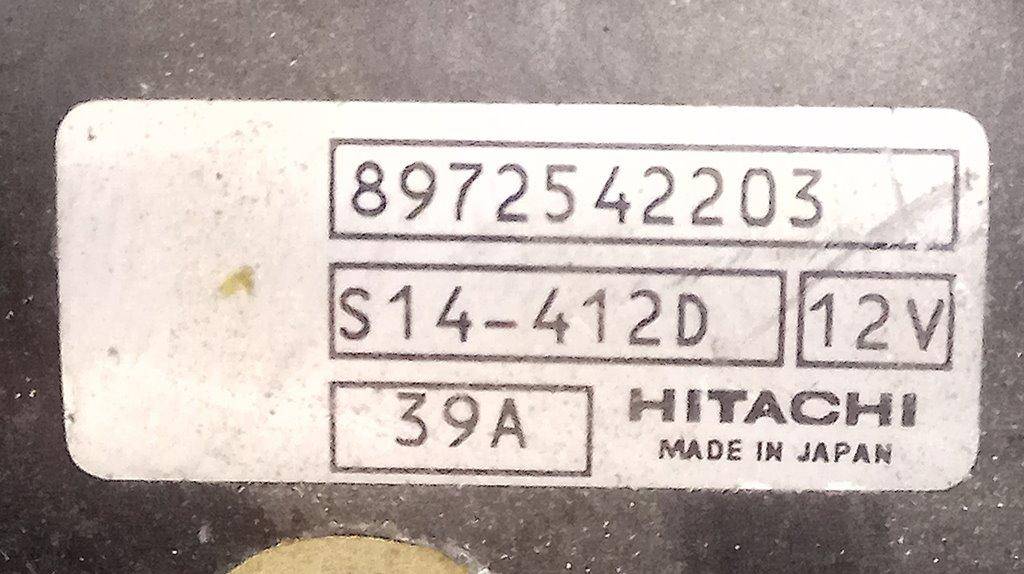 8972542203
S14-412D 12V
39A HITACHI
MADE IN JAPAN